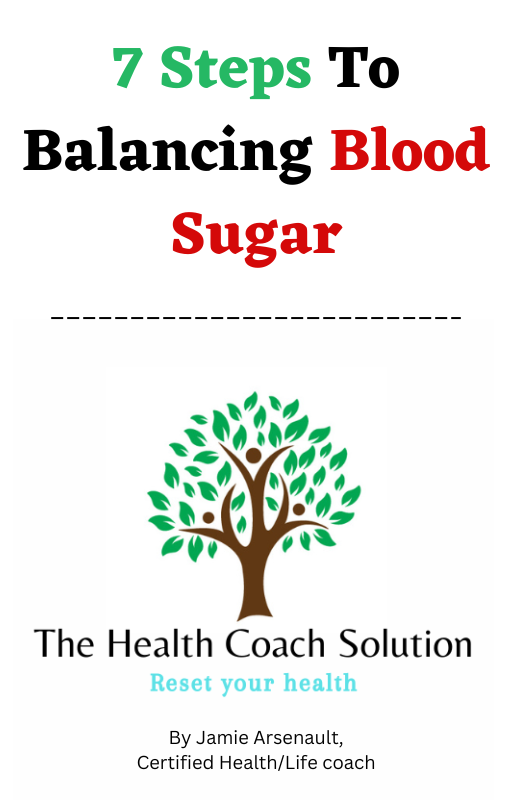 7 Steps To
Balancing Blood
Sugar
The Health Coach Solution
Reset your health
By Jamie Arsenault,
Certified Health/Life coach